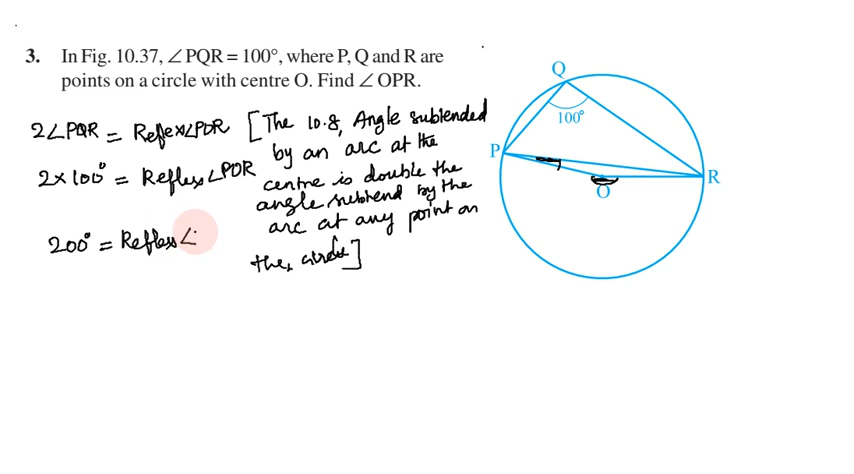 3. In Fig. 10.37, ∠PQR = 100°, where P, Q and R are
points on a circle with centre O. Find ∠OPR.
2∠PQR = Refex∠POR [The 10.8, Angle subtended
by an arc at the
2×100° = Reflex∠POR
centre is double the
angle subtend by the
arc at any point on
the, circle]
200° = Reflex∠
Q
100°
P
R
O